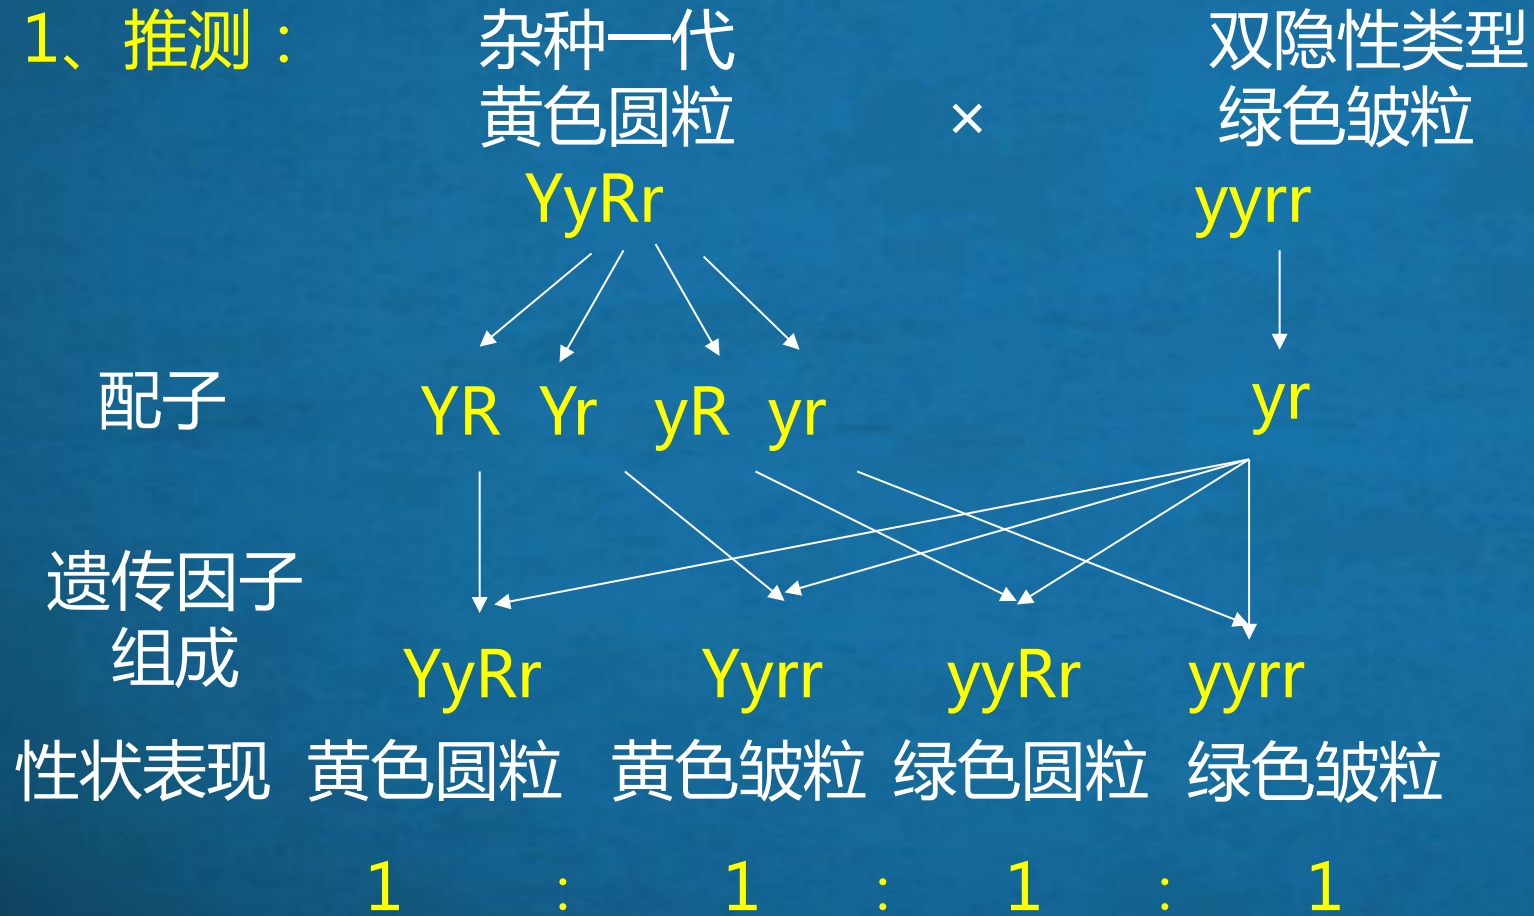 1、推测：
杂种一代
双隐性类型
黄色圆粒
×
绿色皱粒
YyRr
yyrr
配子
YR Yr yR yr
yr
遗传因子
组成
YyRr Yyrr yyRr yyrr
性状表现 黄色圆粒 黄色皱粒 绿色圆粒 绿色皱粒
1 : 1 : 1 : 1